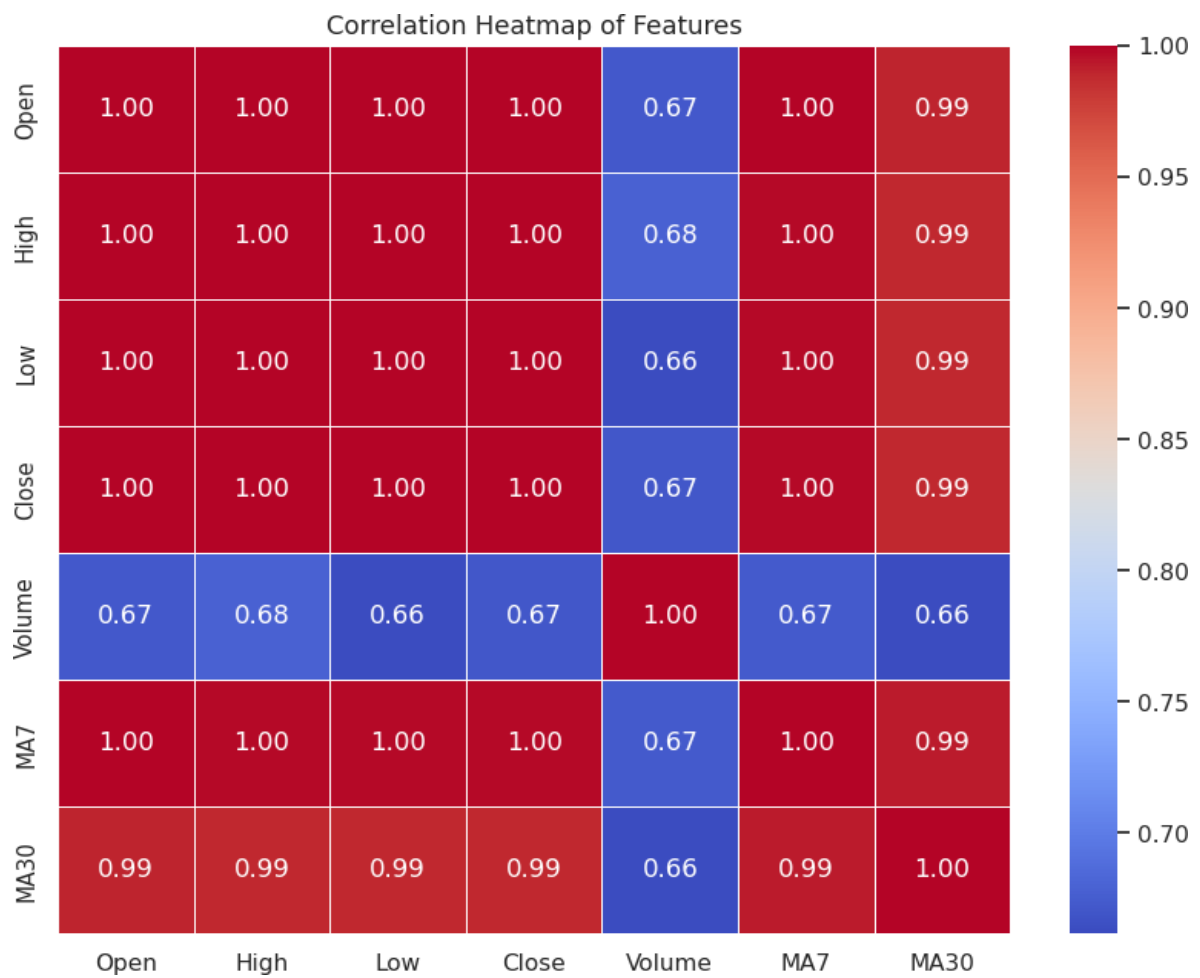 Correlation Heatmap of Features
Open 1.00 1.00 1.00 1.00 0.67 1.00 0.99
High 1.00 1.00 1.00 1.00 0.68 1.00 0.99
Low 1.00 1.00 1.00 1.00 0.66 1.00 0.99
Close 1.00 1.00 1.00 1.00 0.67 1.00 0.99
Volume 0.67 0.68 0.66 0.67 1.00 0.67 0.66
MA7 1.00 1.00 1.00 1.00 0.67 1.00 0.99
MA30 0.99 0.99 0.99 0.99 0.66 0.99 1.00
Open High Low Close Volume MA7 MA30
1.00
0.95
0.90
0.85
0.80
0.75
0.70